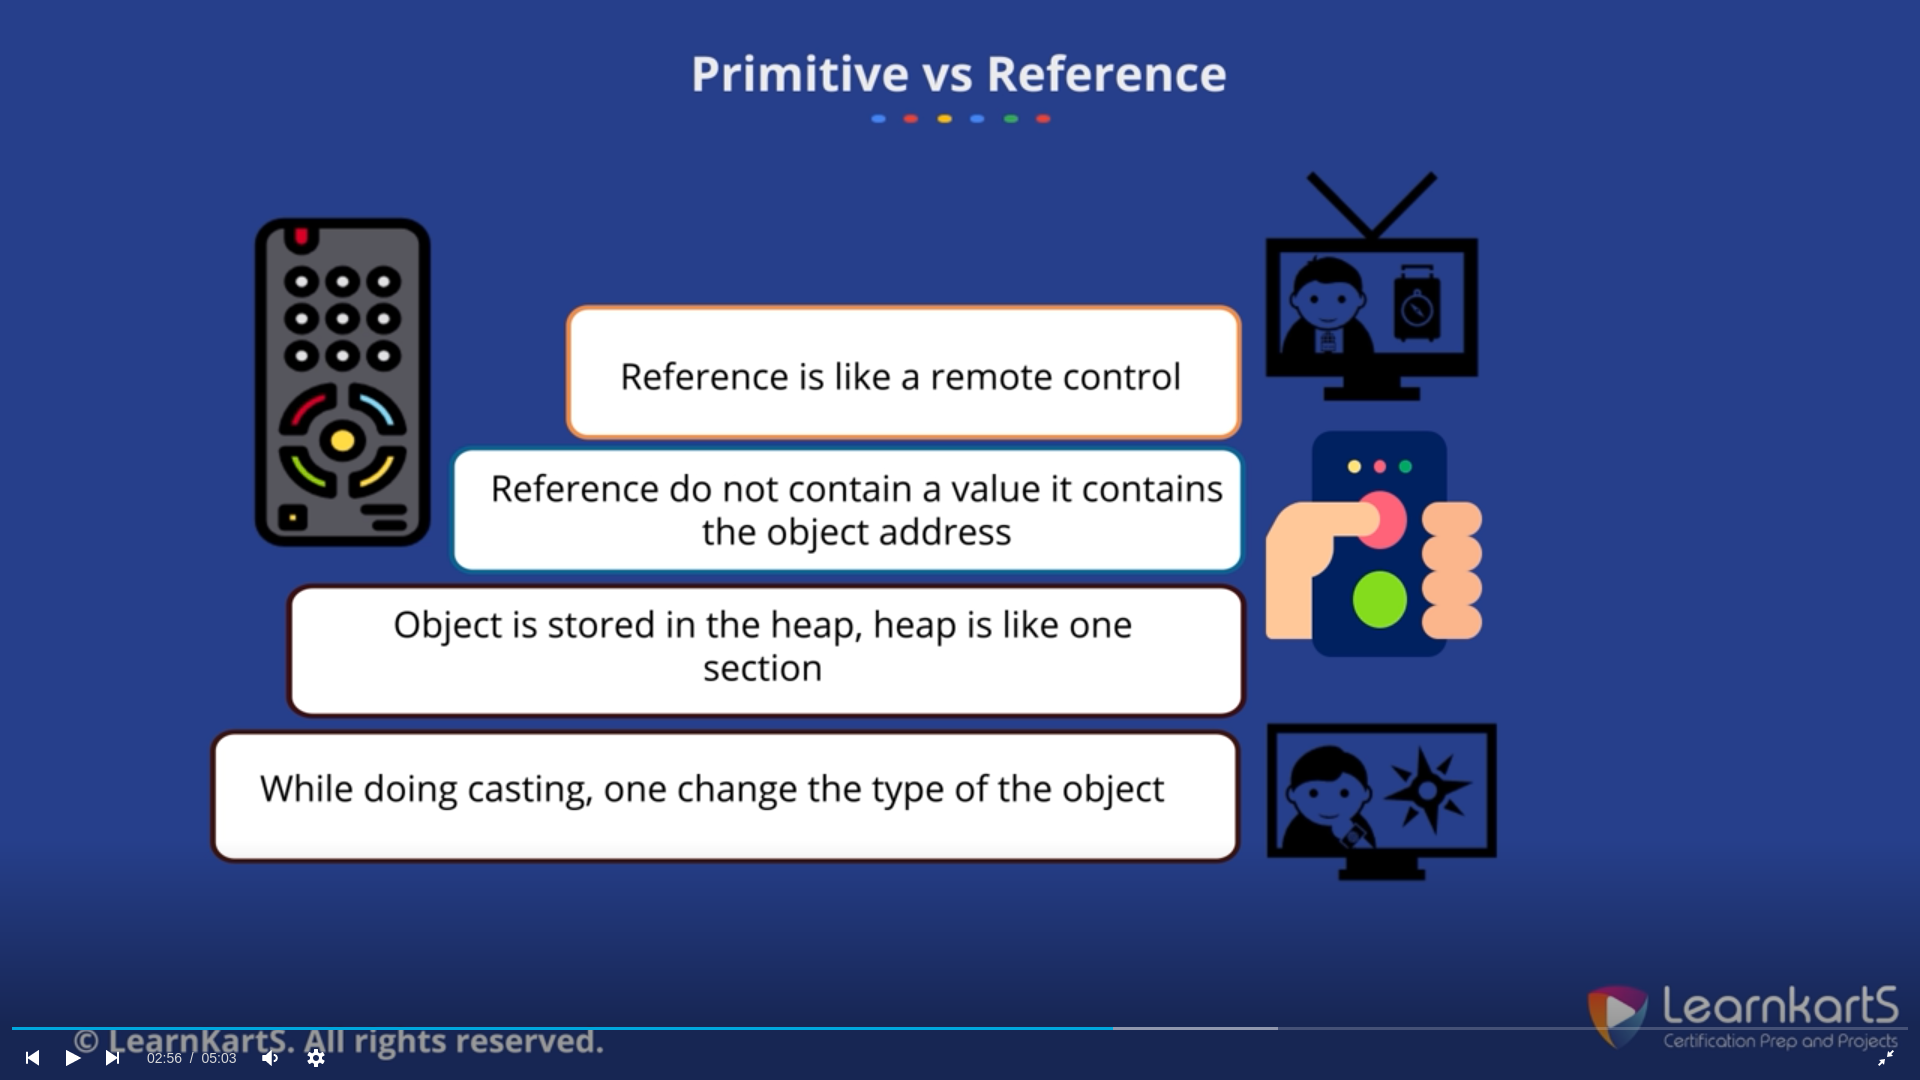 Primitive vs Reference
Reference is like a remote control
Reference do not contain a value it contains
the object address
Object is stored in the heap, heap is like one
section
While doing casting, one change the type of the object
LearnkartS
Certification Prep and Projects
© LearnKartS. All rights reserved.
02:56 / 05:03